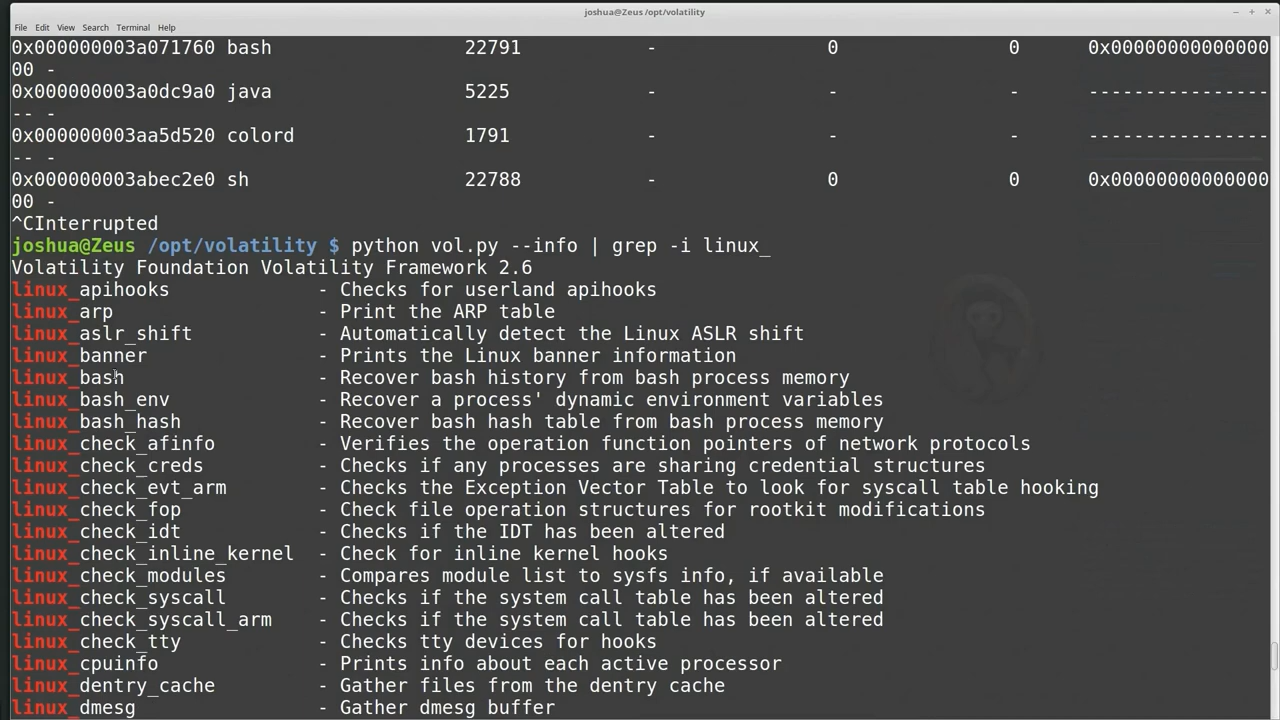 joshua@Zeus /opt/volatility
File Edit View Search Terminal Help
0x000000003a071760 bash 22791 - 0 0 0x00000000000000
00 -
0x000000003a0dc9a0 java 5225 - - - ----------------
-- -
0x000000003aa5d520 colord 1791 - - - ----------------
-- -
0x000000003abec2e0 sh 22788 - 0 0 0x00000000000000
00 -
^CInterrupted
joshua@Zeus /opt/volatility $ python vol.py --info | grep -i linux_
Volatility Foundation Volatility Framework 2.6
linux_apihooks - Checks for userland apihooks
linux_arp - Print the ARP table
linux_aslr_shift - Automatically detect the Linux ASLR shift
linux_banner - Prints the Linux banner information
linux_bash - Recover bash history from bash process memory
linux_bash_env - Recover a process' dynamic environment variables
linux_bash_hash - Recover bash hash table from bash process memory
linux_check_afinfo - Verifies the operation function pointers of network protocols
linux_check_creds - Checks if any processes are sharing credential structures
linux_check_evt_arm - Checks the Exception Vector Table to look for syscall table hooking
linux_check_fop - Check file operation structures for rootkit modifications
linux_check_idt - Checks if the IDT has been altered
linux_check_inline_kernel - Check for inline kernel hooks
linux_check_modules - Compares module list to sysfs info, if available
linux_check_syscall - Checks if the system call table has been altered
linux_check_syscall_arm - Checks if the system call table has been altered
linux_check_tty - Checks tty devices for hooks
linux_cpuinfo - Prints info about each active processor
linux_dentry_cache - Gather files from the dentry cache
linux_dmesg - Gather dmesg buffer